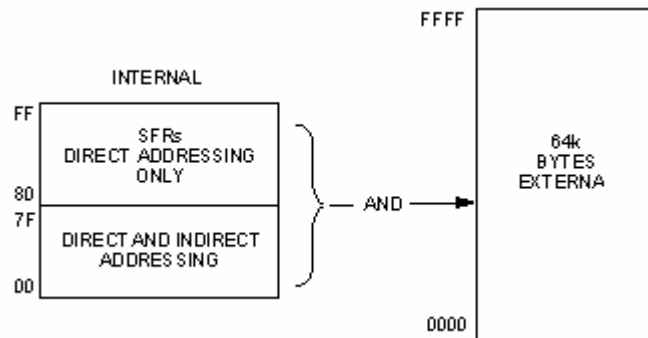 INTERNAL
FF
SFRs
DIRECT ADDRESSING
ONLY
80
7F
DIRECT AND INDIRECT
ADDRESSING
00
AND
FFFF
64k
BYTES
EXTERNA
0000